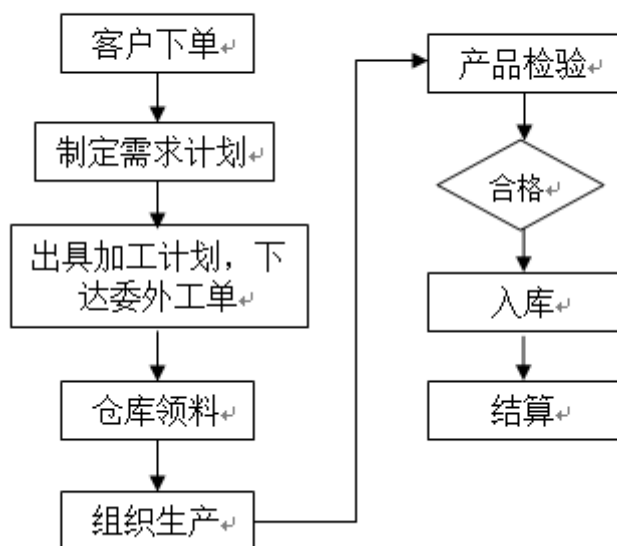 客户下单
制定需求计划
出具加工计划，下
达委外工单
仓库领料
组织生产
产品检验
合格
入库
结算